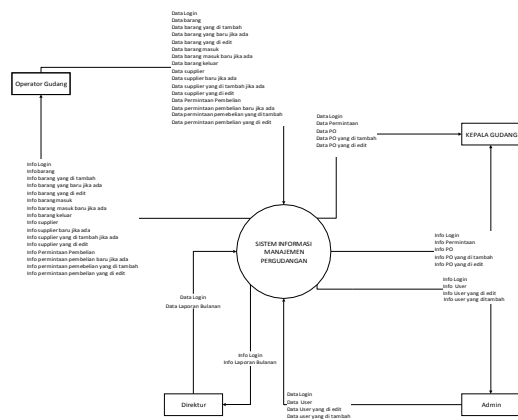 Data Login
Data barang
Data barang yang di tambah
Data barang yang baru jika ada
Data barang yang di edit
Data barang masuk
Data barang masuk baru jika ada
Data barang keluar
Data supplier
Data supplier baru jika ada
Data supplier yang di tambah jika ada
Data supplier yang di edit
Data Permintaan Pembelian
Data permintaan pembelian baru jika ada
Data permintaan pemebelian yang di tambah
Data permintaan pembelian yang di edit
Operator Gudang
Data Login
Data Permintaan
Data PO
Data PO yang di tambah
Data PO yang di edit
KEPALA GUDANG
Info Login
Info barang
Info barang yang di tambah
Info barang yang baru jika ada
Info barang yang di edit
Info barang masuk
Info barang masuk baru jika ada
Info barang keluar
Info supplier
Info supplier baru jika ada
Info supplier yang di tambah jika ada
Info supplier yang di edit
Info Permintaan Pembelian
Info permintaan pembelian baru jika ada
Info permintaan pemebelian yang di tambah
Info permintaan pembelian yang di edit
SISTEM INFORMASI
MANAJEMEN
PERGUDANGAN
Info Login
Info Permintaan
Info PO
Info PO yang di tambah
Info PO yang di edit
Info Login
Info User
Info User yang di edit
Info user yang ditambah
Data Login
Data Laporan Bulanan
Info Login
Info Laporan Bulanan
Direktur
Data Login
Data User
Data User yang di edit
Data user yang di tambah
Admin